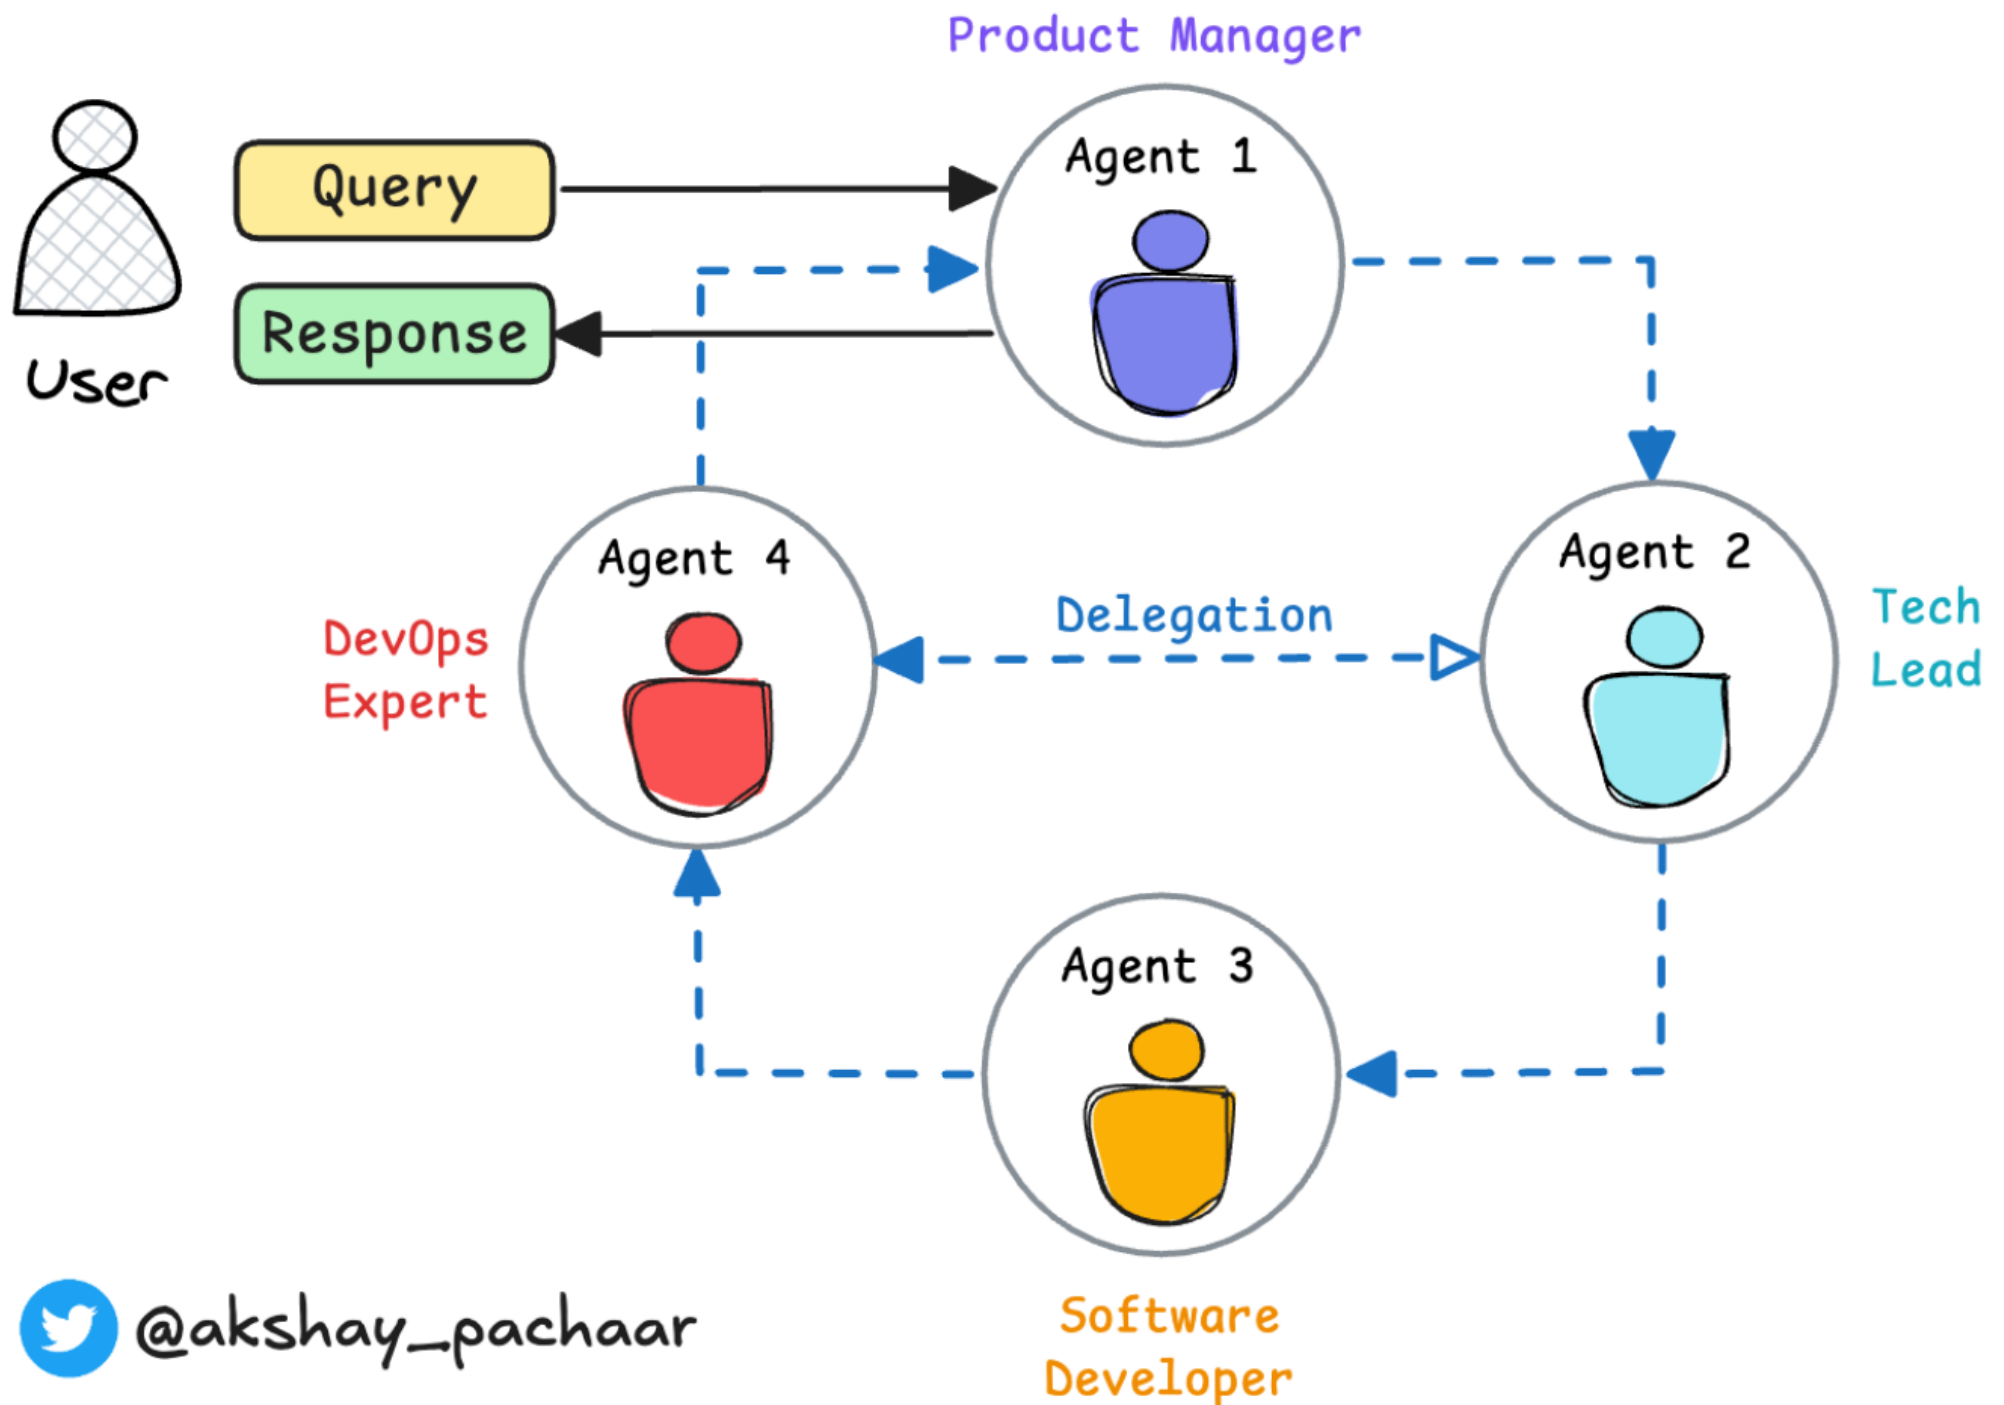 Product Manager
Agent 1
Query
Response
User
Agent 4
Agent 2
Delegation
DevOps
Expert
Tech
Lead
Agent 3
Software
Developer
@akshay_pachaar